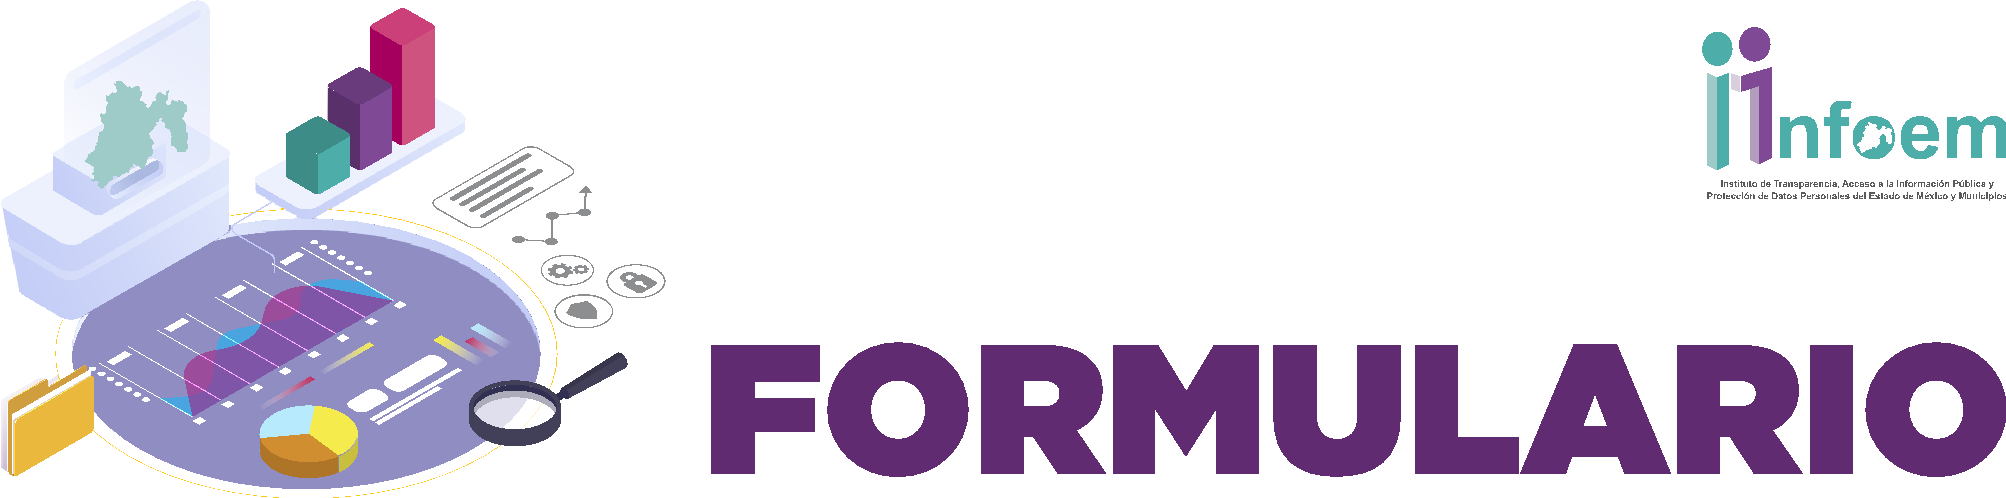 infoem
Instituto de Transparencia, Acceso a la Información Pública y
Protección de Datos Personales del Estado de México y Municipios
FORMULARIO